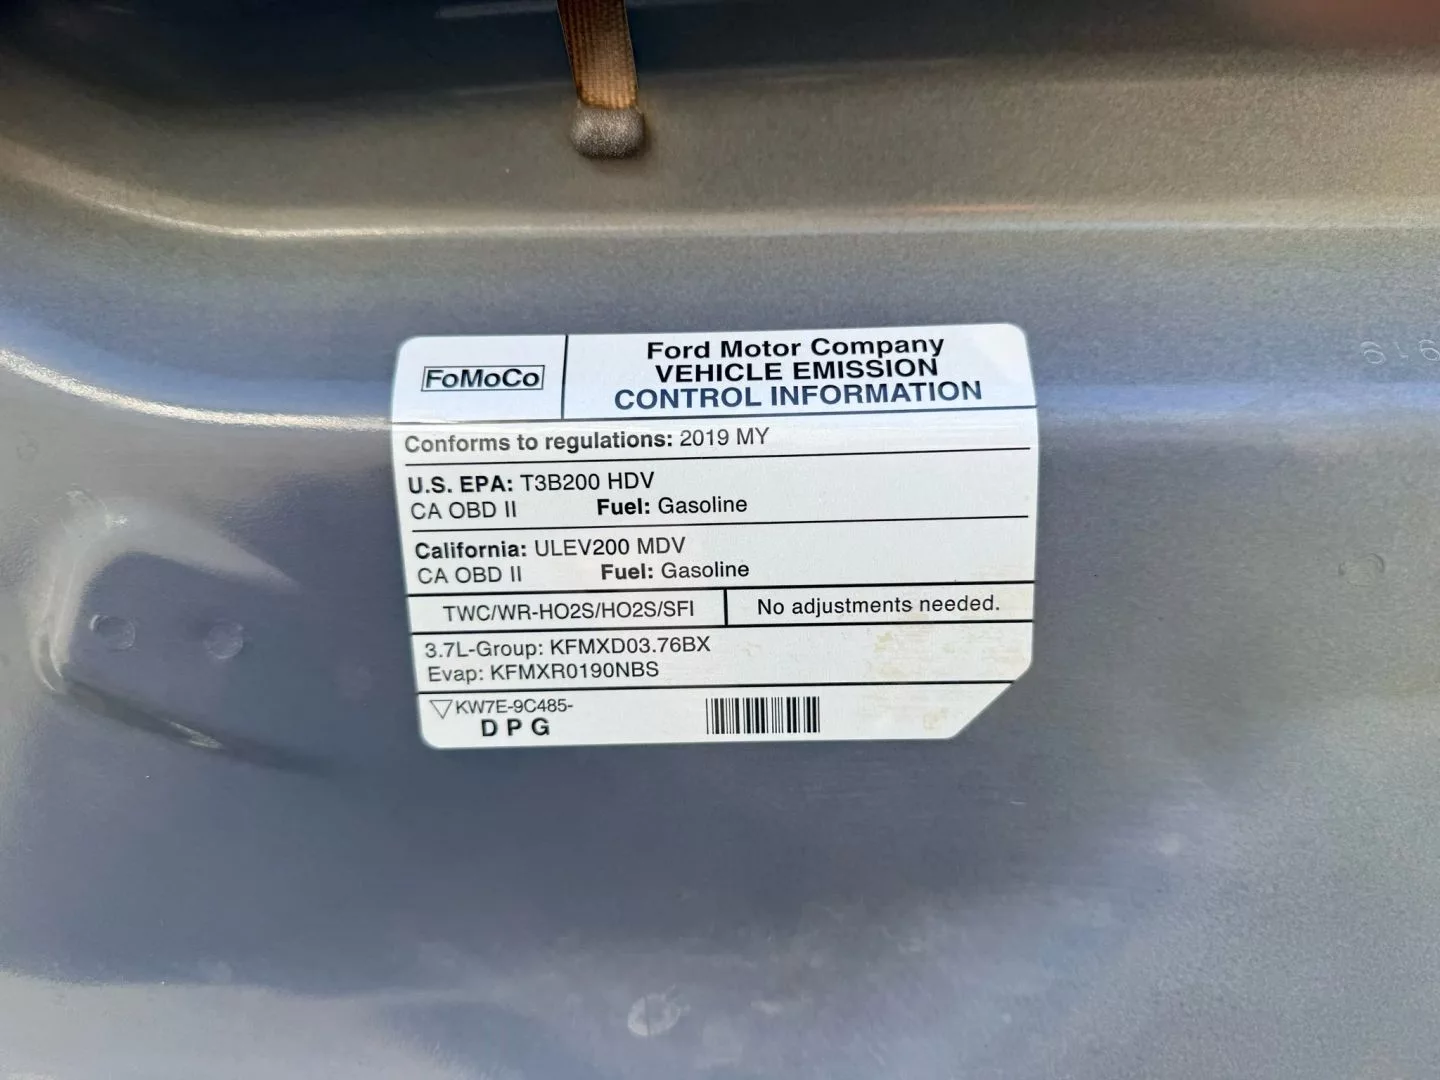 FoMoCo
Ford Motor Company
VEHICLE EMISSION
CONTROL INFORMATION
Conforms to regulations: 2019 MY
U.S. EPA: T3B200 HDV
CA OBD II Fuel: Gasoline
California: ULEV200 MDV
CA OBD II Fuel: Gasoline
TWC/WR-HO2S/HO2S/SFI No adjustments needed.
3.7L-Group: KFMXD03.76BX
Evap: KFMXR0190NBS
KW7E-9C485-
DPG